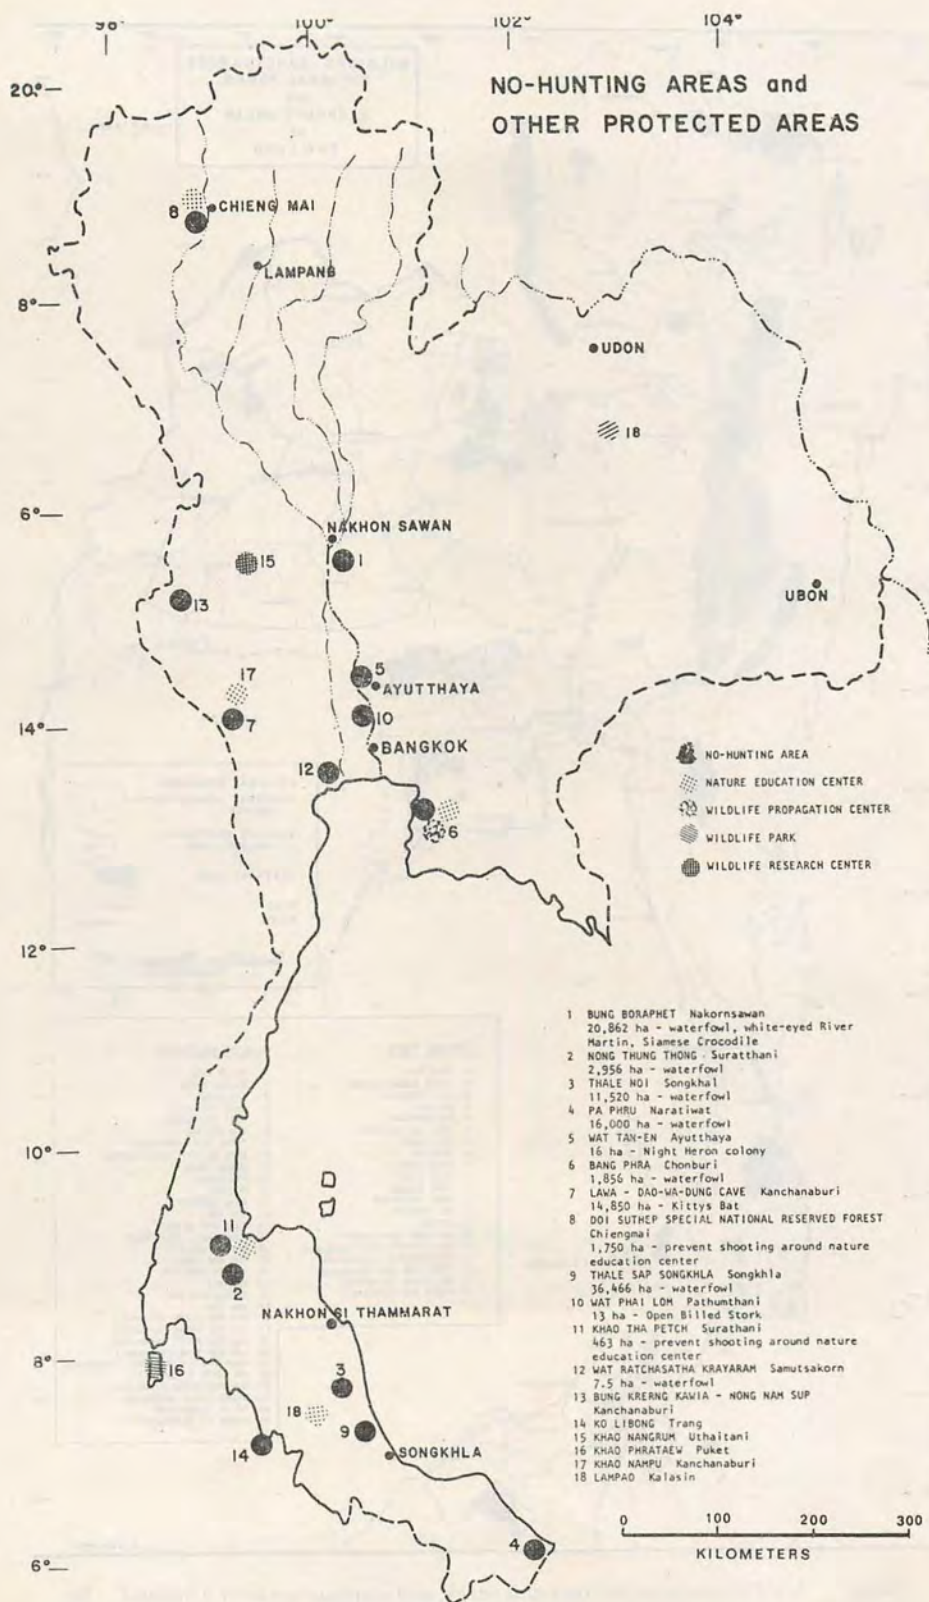 98°
100°
102°
104°
20°
NO-HUNTING AREAS and
OTHER PROTECTED AREAS
8
CHIENG MAI
LAMPANG
8°
UDON
18
6°
NAKHON SAWAN
15
1
13
UBON
17
5
AYUTTHAYA
7
10
14°
BANGKOK
12
6
NO-HUNTING AREA
NATURE EDUCATION CENTER
WILDLIFE PROPAGATION CENTER
WILDLIFE PARK
WILDLIFE RESEARCH CENTER
12°
10°
11
2
NAKHON SI THAMMARAT
8°
16
3
18
9
14
SONGKHLA
4
6°
1 BUNG BORAPHET Nakornsawan
20,862 ha - waterfowl, white-eyed River
Martin, Siamese Crocodile
2 NONG THUNG THONG Suratthani
2,956 ha - waterfowl
3 THALE NOI Songkhal
11,520 ha - waterfowl
4 PA PHRU Naratiwat
16,000 ha - waterfowl
5 WAT TAN-EN Ayutthaya
16 ha - Night Heron colony
6 BANG PHRA Chonburi
1,856 ha - waterfowl
7 LAWA - DAO-WA-DUNG CAVE Kanchanaburi
14,850 ha - Kittys Bat
8 DOI SUTHEP SPECIAL NATIONAL RESERVED FOREST
Chiengmai
1,750 ha - prevent shooting around nature
education center
9 THALE SAP SONGKHLA Songkhla
36,466 ha - waterfowl
10 WAT PHAI LOM Pathumthani
13 ha - Open Billed Stork
11 KHAO THA PETCH Surathani
463 ha - prevent shooting around nature
education center
12 WAT RATCHASATHA KRAYARAM Samutsakorn
7.5 ha - waterfowl
13 BUNG KRERNG KAWIA - NONG NAM SUP
Kanchanaburi
14 KO LIBONG Trang
15 KHAO NANGRUM Uthaitani
16 KHAO PHRATAEW Puket
17 KHAO NAMPU Kanchanaburi
18 LAMPAO Kalasin
0 100 200 300
KILOMETERS